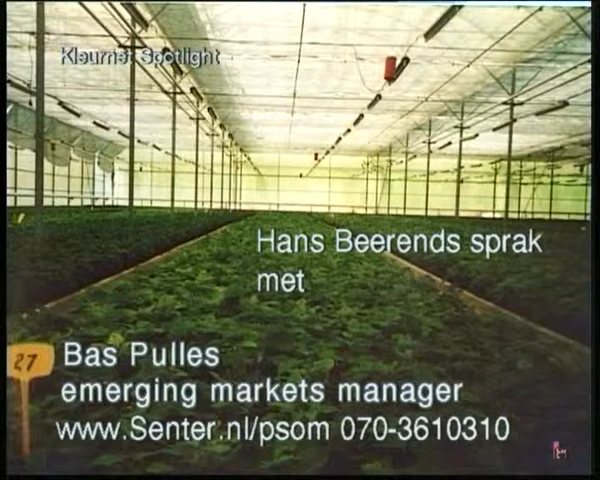 Kleurnet Spotlight
Hans Beerends sprak
met
27
Bas Pulles
emerging markets manager
www.Senter.nl/psom 070-3610310